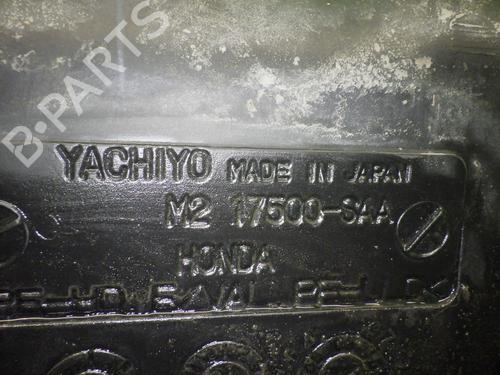 B-PARTS
YACHIYO MADE IN JAPAN
M2 17500-SAA
HONDA